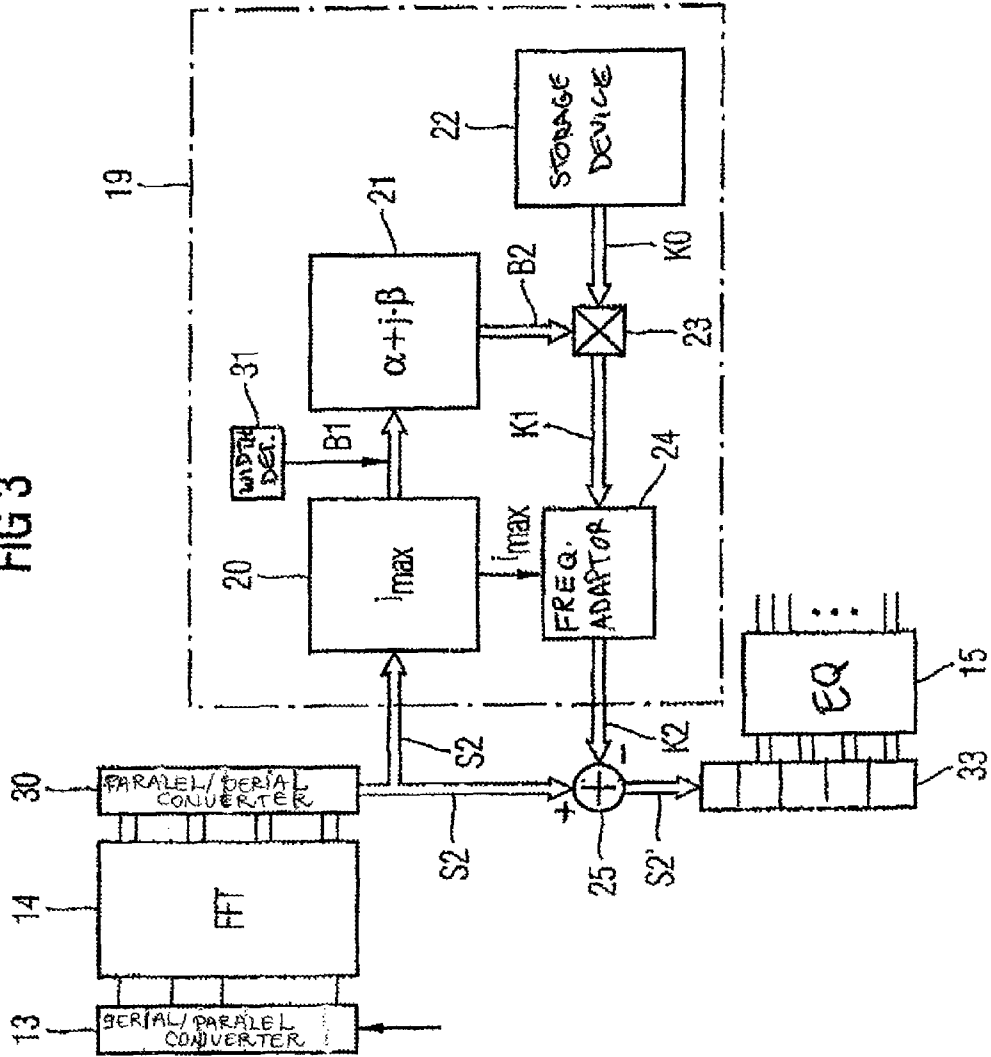 FIG 3
19
22
STORAGE
DEVICE
21
α+j·β
31
WIDTH
DET.
B1
B2
K0
23
K1
20
imax
imax
24
FREQ.
ADAPTOR
K2
30
PARALEL/SERIAL
CONVERTER
S2
S2
+
−
25
S2'
14
FFT
13
SERIAL/PARALEL
CONVERTER
EQ
15
33